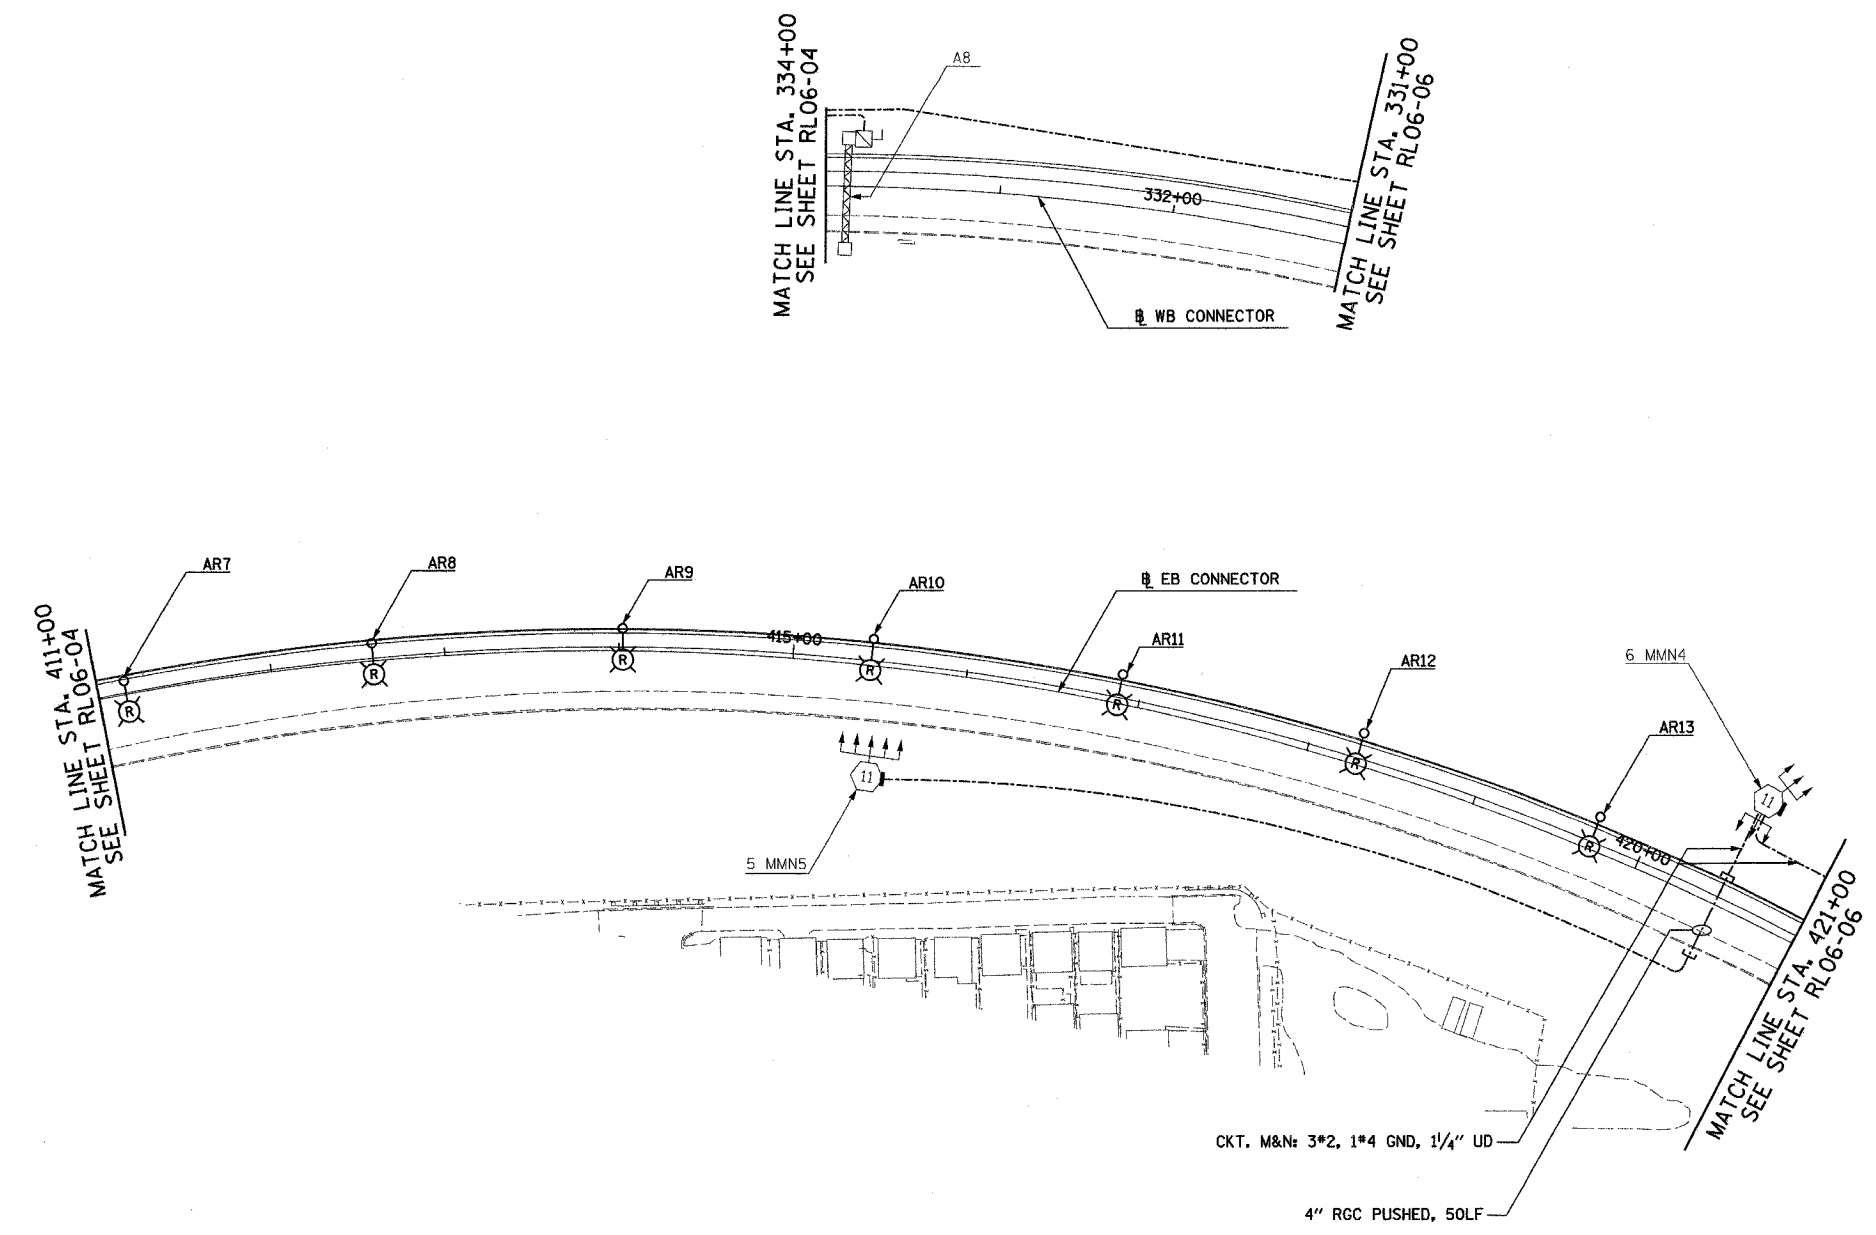 MATCH LINE STA. 334+00
SEE SHEET RL06-04
A8
332+00
MATCH LINE STA. 331+00
SEE SHEET RL06-06
℄ WB CONNECTOR
MATCH LINE STA. 411+00
SEE SHEET RL06-04
AR7
AR8
AR9
AR10
℄ EB CONNECTOR
AR11
AR12
AR13
6 MMN4
415+00
420+00
R
R
R
R
R
R
R
11
11
5 MMN5
MATCH LINE STA. 421+00
SEE SHEET RL06-06
CKT. M&N: 3#2, 1#4 GND, 1 1/4" UD
4" RGC PUSHED, 50LF